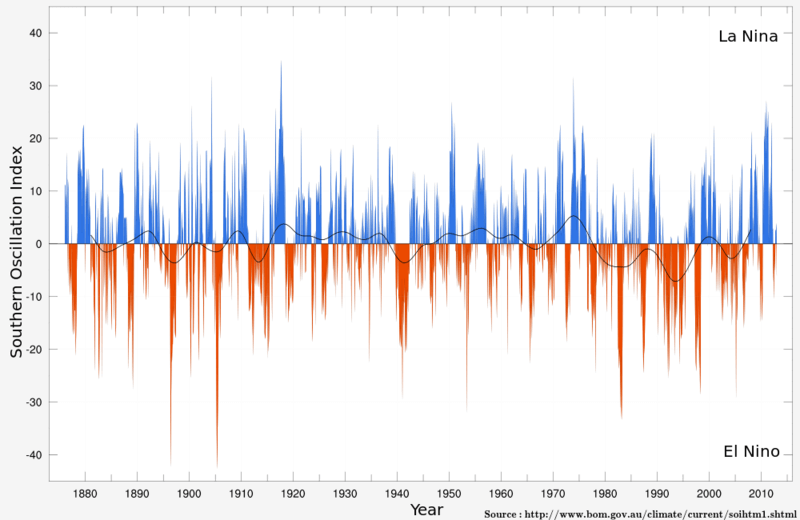 La Nina
40
30
20
10
0
-10
-20
-30
-40
Southern Oscillation Index
El Nino
1880 1890 1900 1910 1920 1930 1940 1950 1960 1970 1980 1990 2000 2010
Year
Source : http://www.bom.gov.au/climate/current/soihtm1.shtml